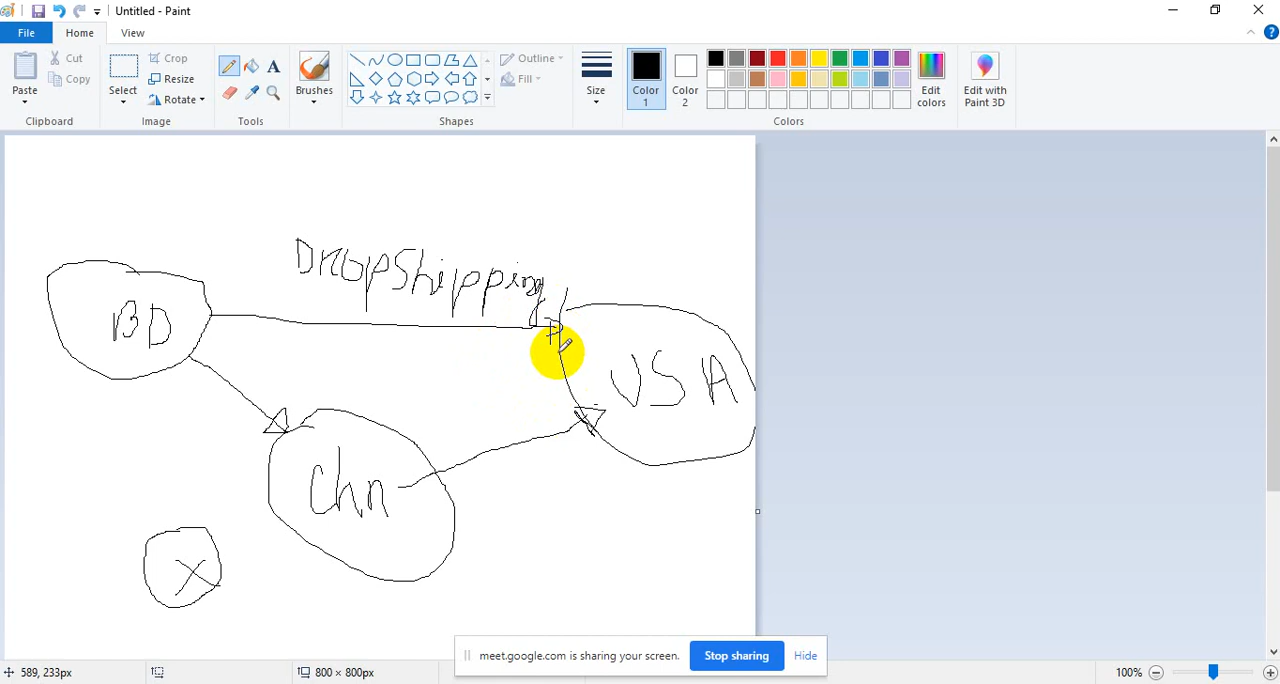 Untitled - Paint
File
Home
View
Paste
Cut
Copy
Clipboard
Select
Crop
Resize
Rotate
Image
A
Tools
Brushes
Shapes
Outline
Fill
Size
Color 1
Color 2
Edit colors
Colors
Edit with Paint 3D
DropShipping
BD
USA
Chn
X
meet.google.com is sharing your screen.
Stop sharing
Hide
589, 233px
800 × 800px
100%